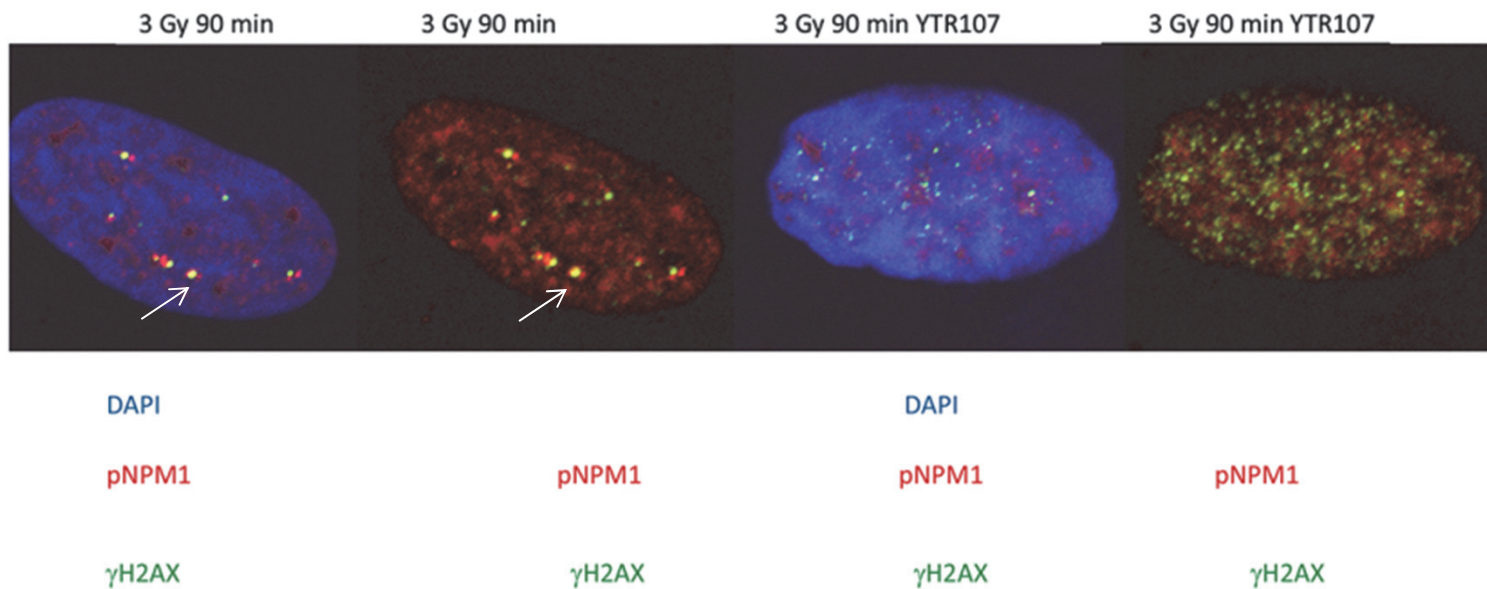 3 Gy 90 min 3 Gy 90 min 3 Gy 90 min YTR107 3 Gy 90 min YTR107
DAPI DAPI
pNPM1 pNPM1 pNPM1 pNPM1
γH2AX γH2AX γH2AX γH2AX